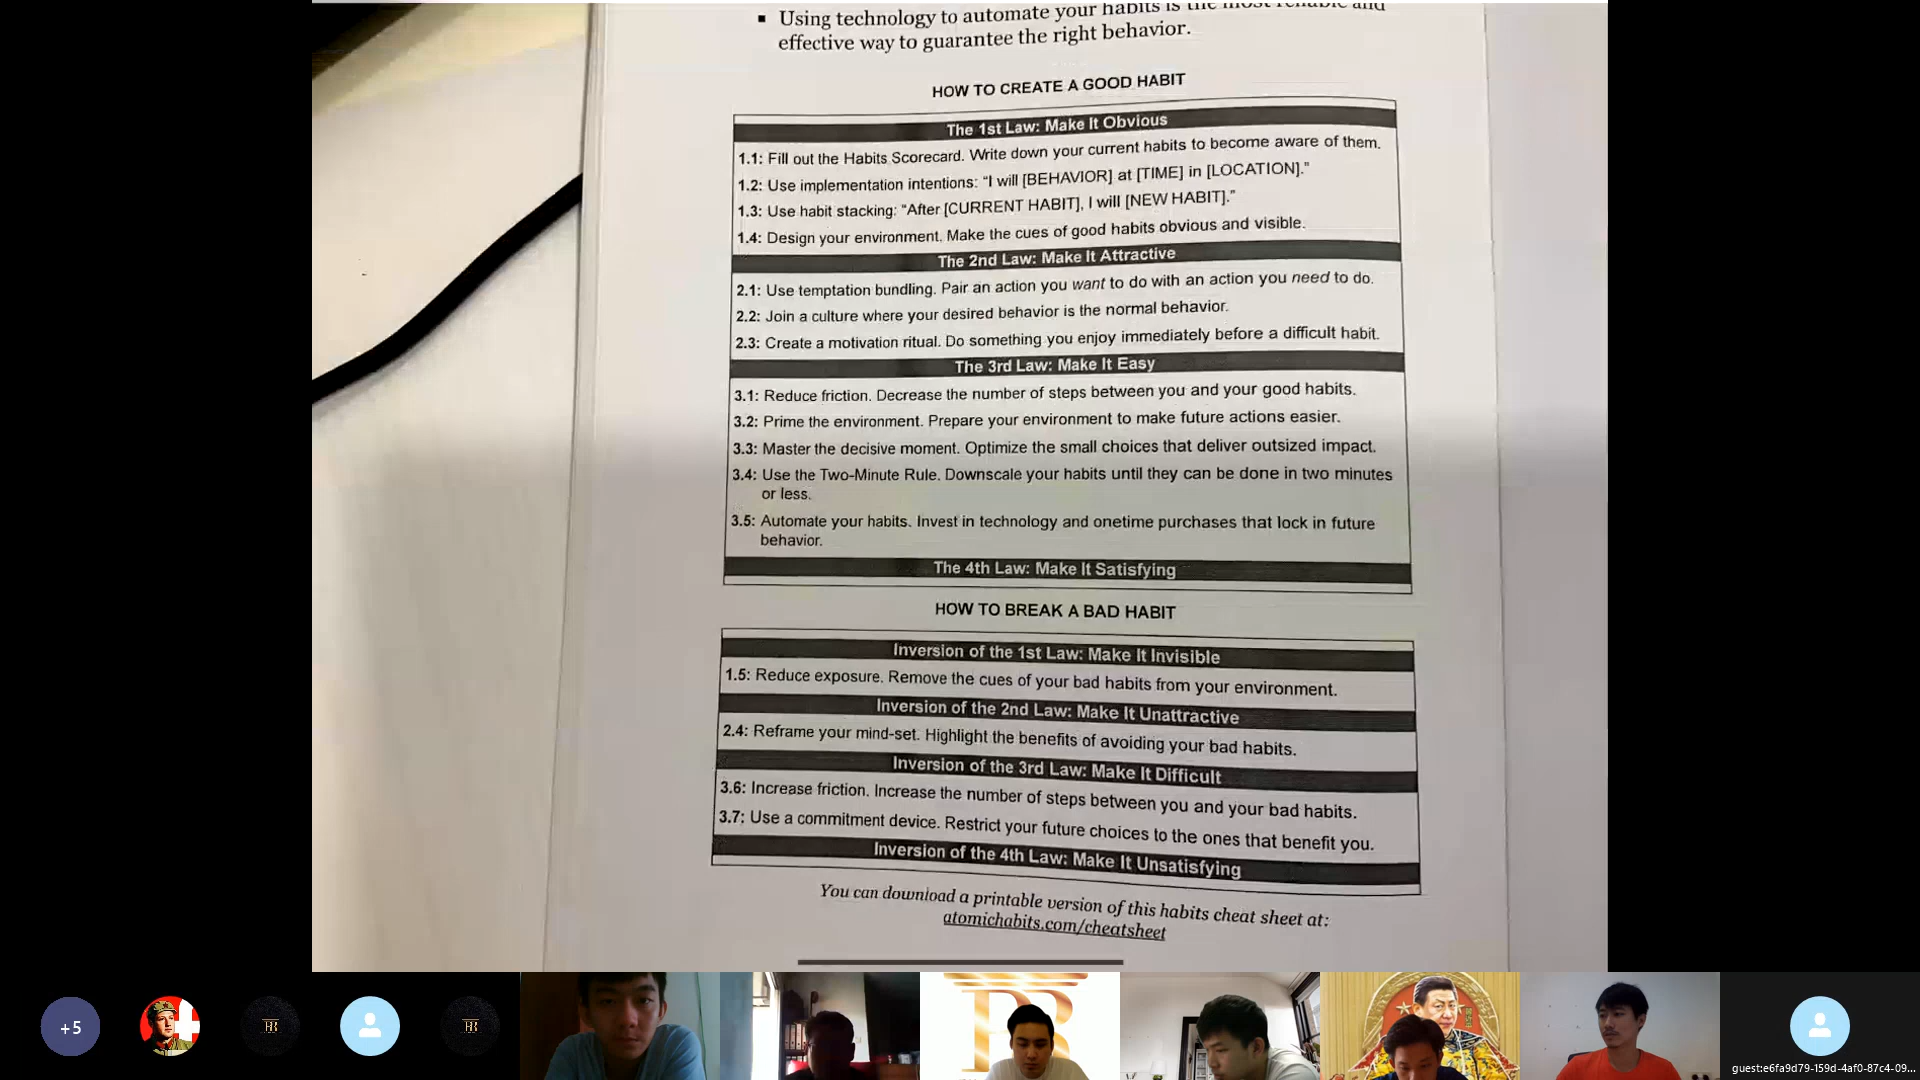 ▪ Using technology to automate your habits is the most reliable and
effective way to guarantee the right behavior.
HOW TO CREATE A GOOD HABIT
The 1st Law: Make It Obvious
1.1: Fill out the Habits Scorecard. Write down your current habits to become aware of them.
1.2: Use implementation intentions: “I will [BEHAVIOR] at [TIME] in [LOCATION].”
1.3: Use habit stacking: “After [CURRENT HABIT], I will [NEW HABIT].”
1.4: Design your environment. Make the cues of good habits obvious and visible.
The 2nd Law: Make It Attractive
2.1: Use temptation bundling. Pair an action you want to do with an action you need to do.
2.2: Join a culture where your desired behavior is the normal behavior.
2.3: Create a motivation ritual. Do something you enjoy immediately before a difficult habit.
The 3rd Law: Make It Easy
3.1: Reduce friction. Decrease the number of steps between you and your good habits.
3.2: Prime the environment. Prepare your environment to make future actions easier.
3.3: Master the decisive moment. Optimize the small choices that deliver outsized impact.
3.4: Use the Two-Minute Rule. Downscale your habits until they can be done in two minutes
or less.
3.5: Automate your habits. Invest in technology and onetime purchases that lock in future
behavior.
The 4th Law: Make It Satisfying
HOW TO BREAK A BAD HABIT
Inversion of the 1st Law: Make It Invisible
1.5: Reduce exposure. Remove the cues of your bad habits from your environment.
Inversion of the 2nd Law: Make It Unattractive
2.4: Reframe your mind-set. Highlight the benefits of avoiding your bad habits.
Inversion of the 3rd Law: Make It Difficult
3.6: Increase friction. Increase the number of steps between you and your bad habits.
3.7: Use a commitment device. Restrict your future choices to the ones that benefit you.
Inversion of the 4th Law: Make It Unsatisfying
You can download a printable version of this habits cheat sheet at:
atomichabits.com/cheatsheet
+5
guest:e6fa9d79-159d-4af0-87c4-09...